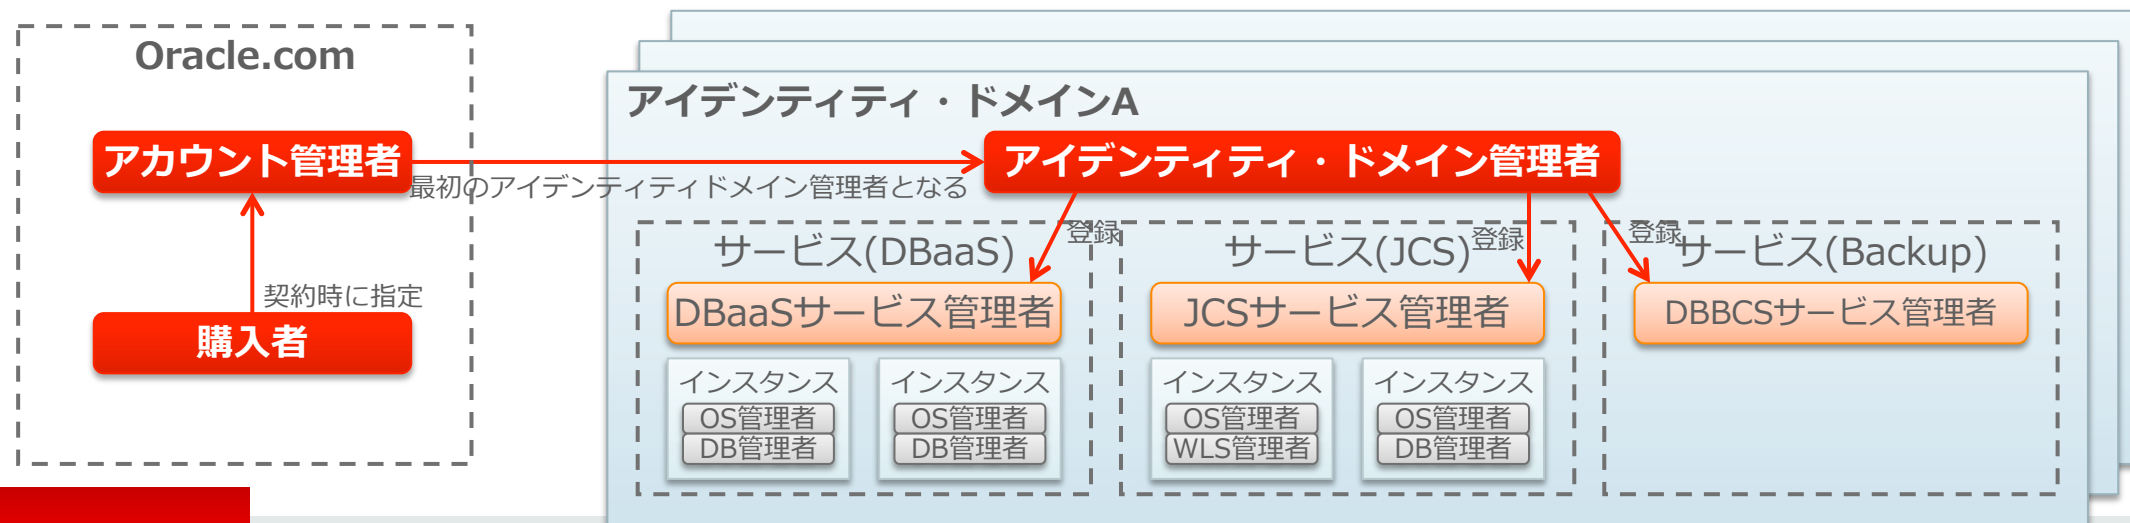 Oracle.com
アカウント管理者
契約時に指定
購入者
最初のアイデンティティドメイン管理者となる
アイデンティティ・ドメインA
アイデンティティ・ドメイン管理者
登録
登録
登録
サービス(DBaaS)
DBaaSサービス管理者
インスタンス
OS管理者
DB管理者
インスタンス
OS管理者
DB管理者
サービス(JCS)
JCSサービス管理者
インスタンス
OS管理者
WLS管理者
インスタンス
OS管理者
DB管理者
サービス(Backup)
DBBCSサービス管理者